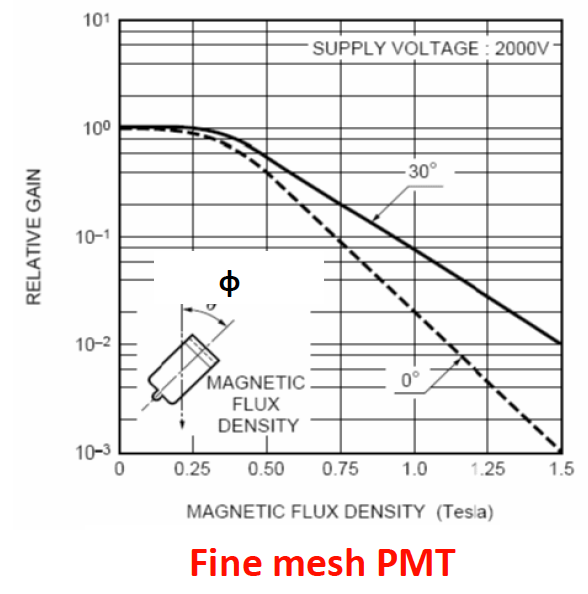 10¹
SUPPLY VOLTAGE : 2000V
10⁰
30°
RELATIVE GAIN
10⁻¹
ϕ
10⁻²
0°
MAGNETIC
FLUX
DENSITY
10⁻³
0 0.25 0.50 0.75 1.0 1.25 1.5
MAGNETIC FLUX DENSITY (Tesla)
Fine mesh PMT